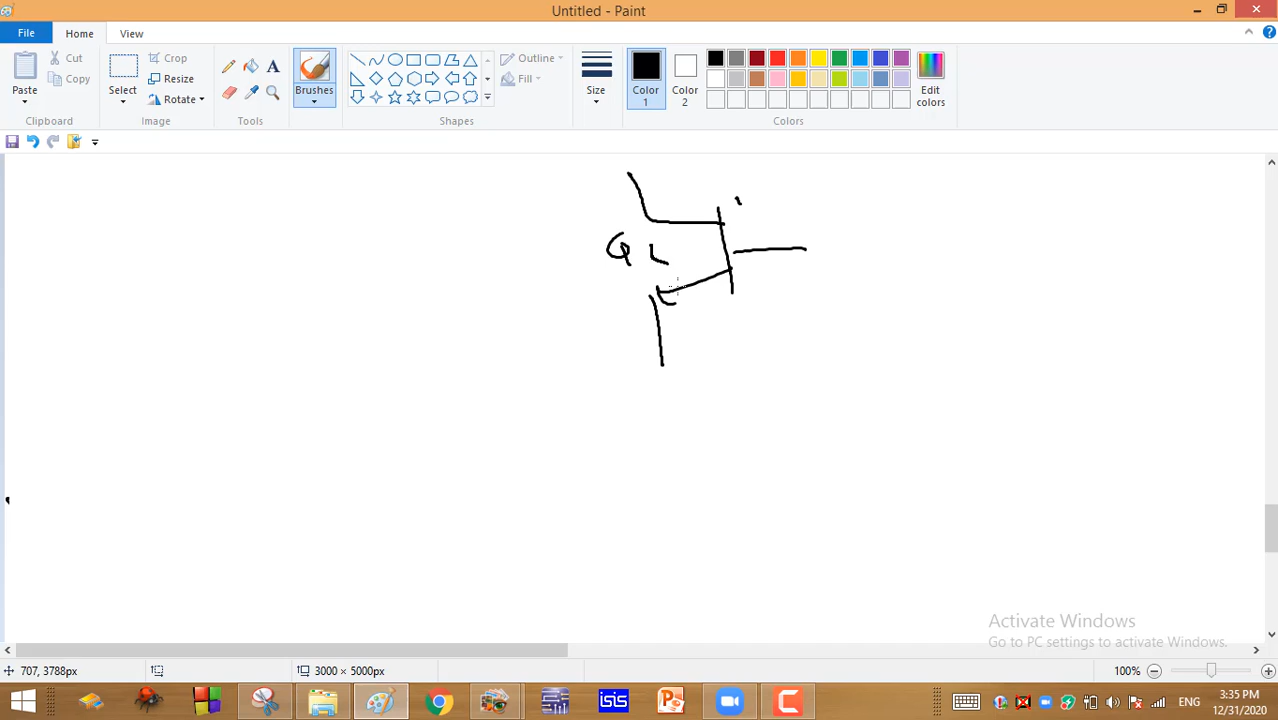 Untitled - Paint
File Home View
Paste
Cut
Copy
Clipboard
Select
Crop
Resize
Rotate
Image
Tools
Brushes
Shapes
Outline
Fill
Size
Color 1
Color 2
Edit colors
Colors
Activate Windows
Go to PC settings to activate Windows.
707, 3788px
3000 × 5000px
100%
isis
ENG
3:35 PM
12/31/2020